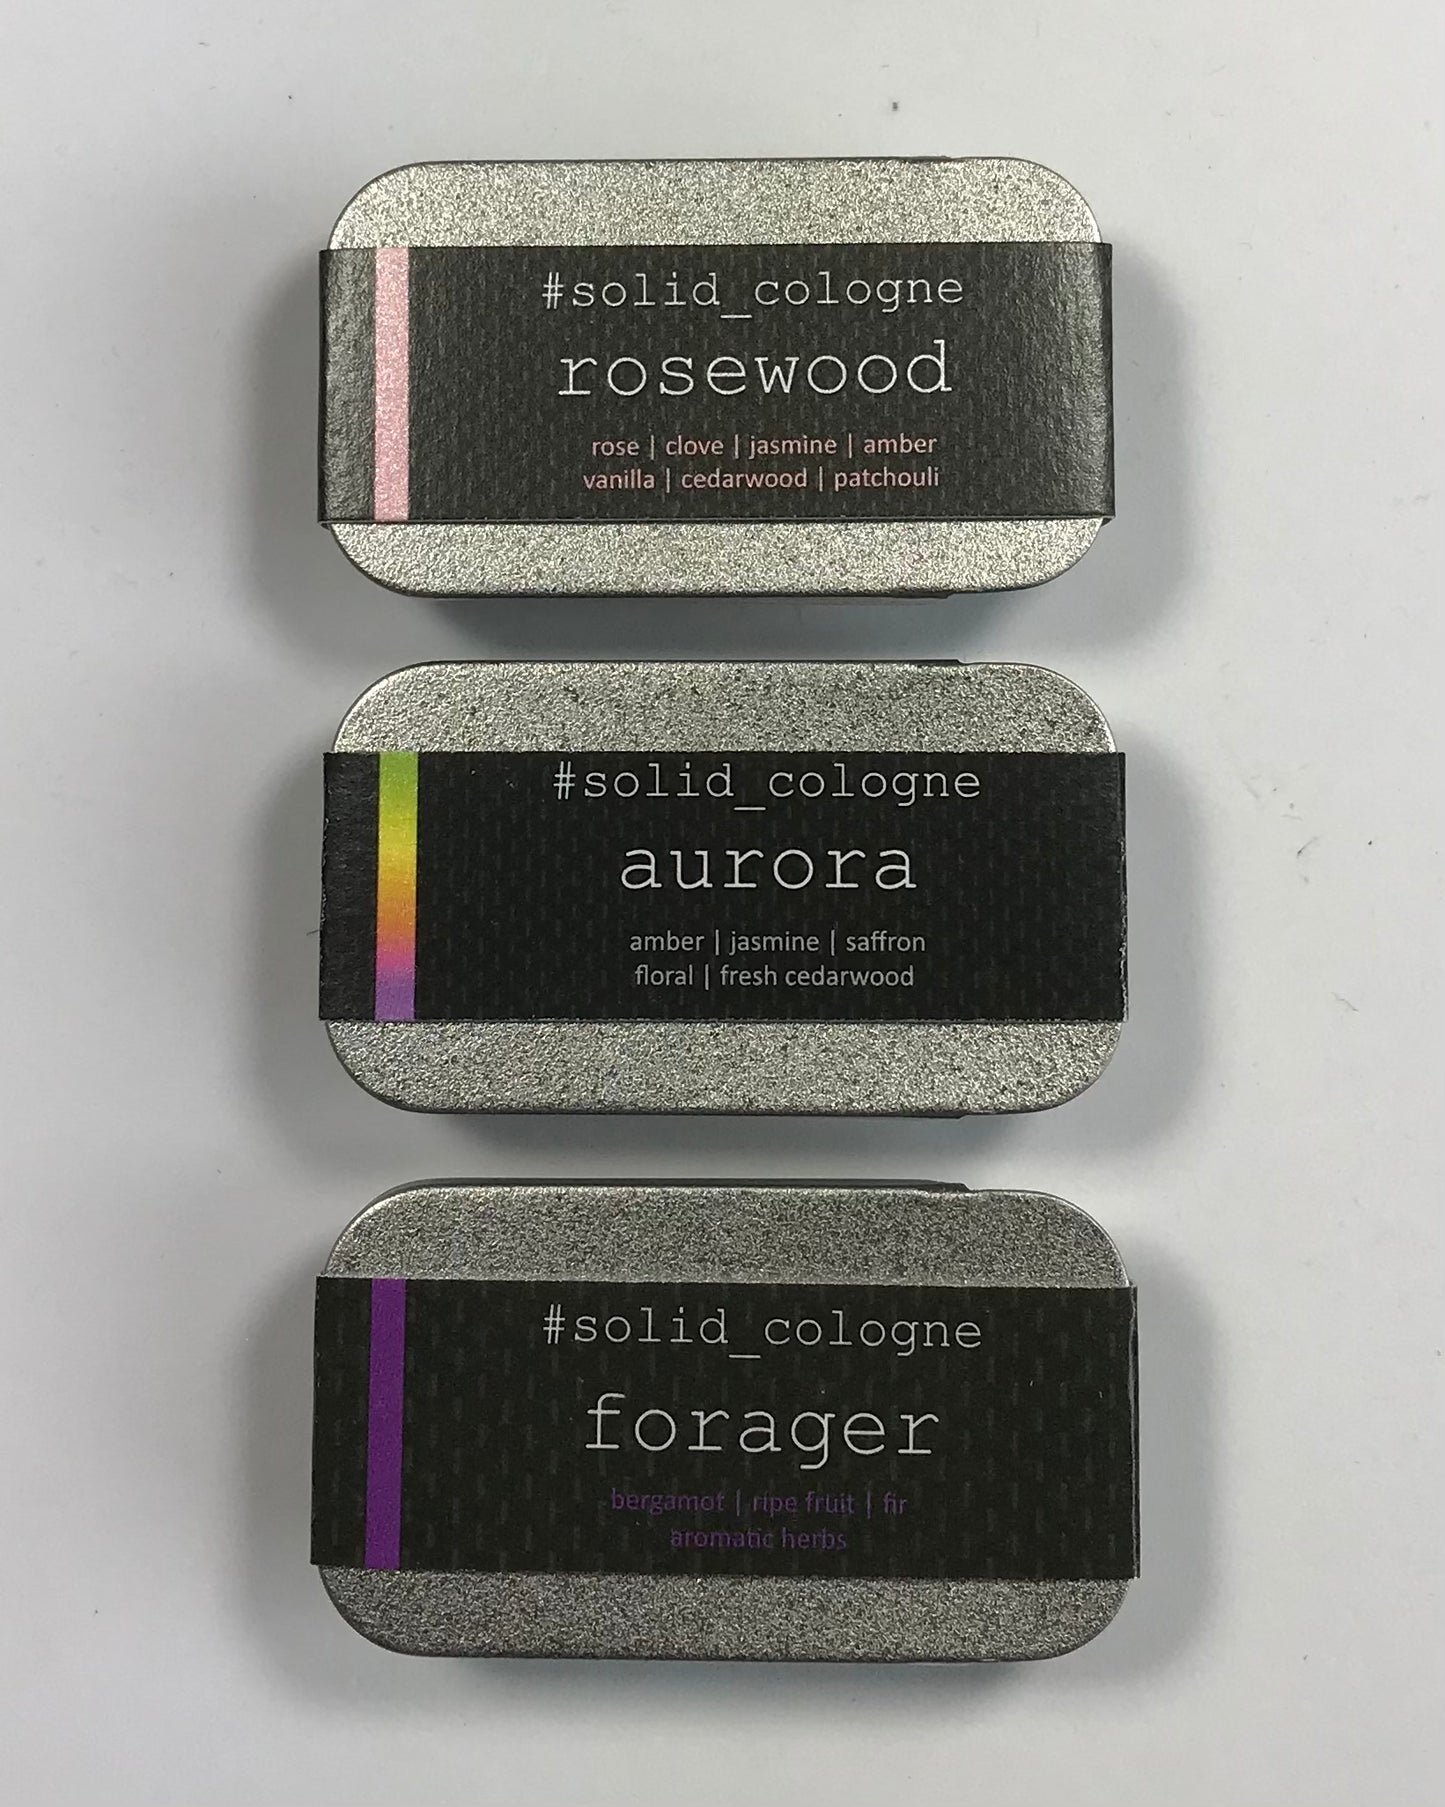 #solid_cologne
rosewood
rose | clove | jasmine | amber
vanilla | cedarwood | patchouli
#solid_cologne
aurora
amber | jasmine | saffron
floral | fresh cedarwood
#solid_cologne
forager
bergamot | ripe fruit | fir
aromatic herbs